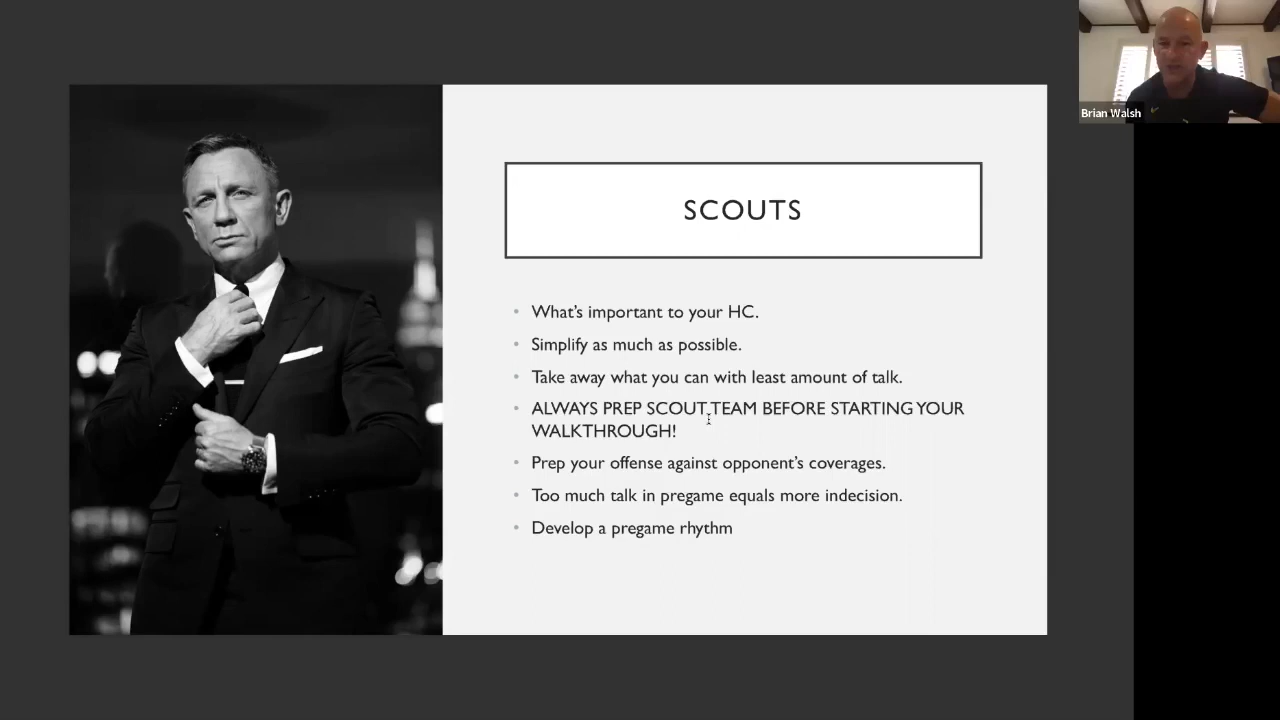 Brian Walsh
SCOUTS
• What's important to your HC.
• Simplify as much as possible.
• Take away what you can with least amount of talk.
• ALWAYS PREP SCOUT TEAM BEFORE STARTING YOUR
WALKTHROUGH!
• Prep your offense against opponent's coverages.
• Too much talk in pregame equals more indecision.
• Develop a pregame rhythm